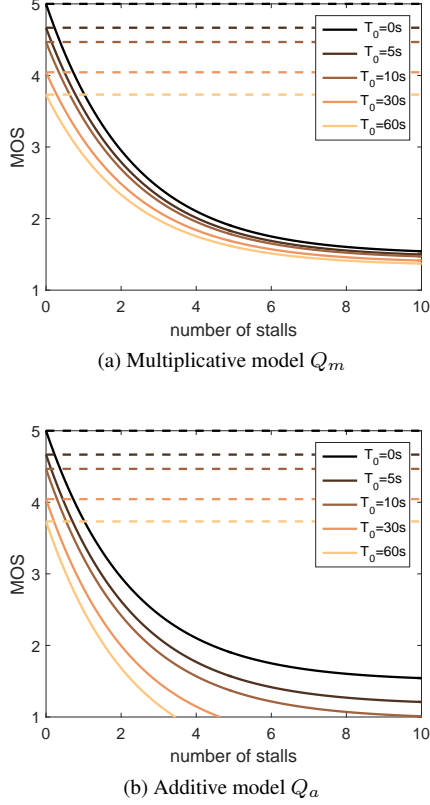 5
4
3
2
1
MOS
T0=0s
T0=5s
T0=10s
T0=30s
T0=60s
0 2 4 6 8 10
number of stalls
(a) Multiplicative model Qm
5
4
3
2
1
MOS
T0=0s
T0=5s
T0=10s
T0=30s
T0=60s
0 2 4 6 8 10
number of stalls
(b) Additive model Qa